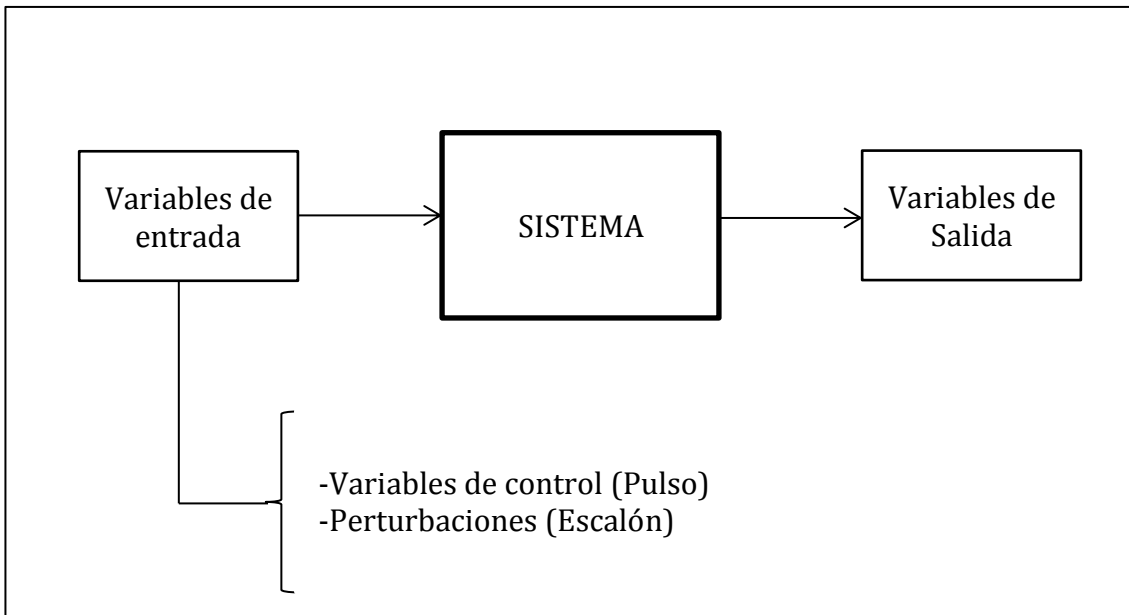 Variables de
entrada
SISTEMA
Variables de
Salida
-Variables de control (Pulso)
-Perturbaciones (Escalón)